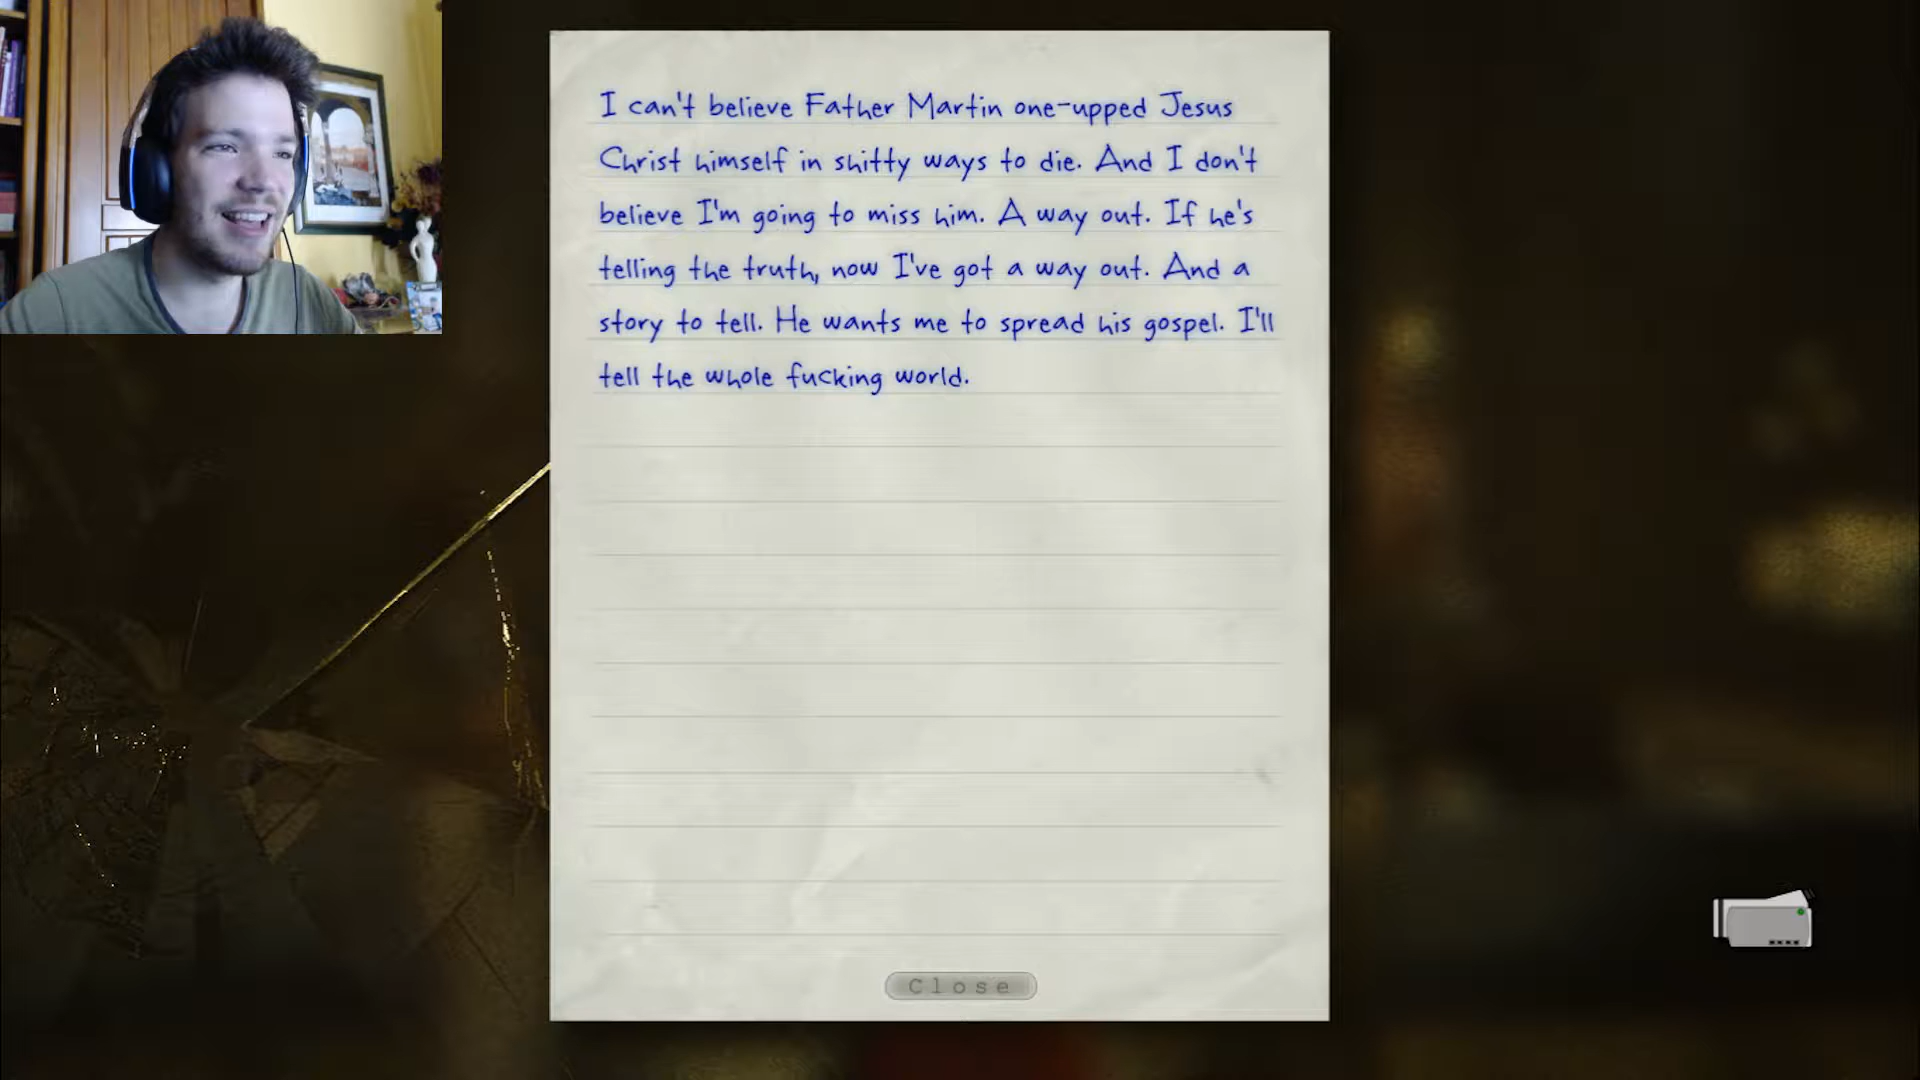 I can't believe Father Martin one-upped Jesus
Christ himself in shitty ways to die. And I don't
believe I'm going to miss him. A way out. If he's
telling the truth, now I've got a way out. And a
story to tell. He wants me to spread his gospel. I'll
tell the whole fucking world.
Close